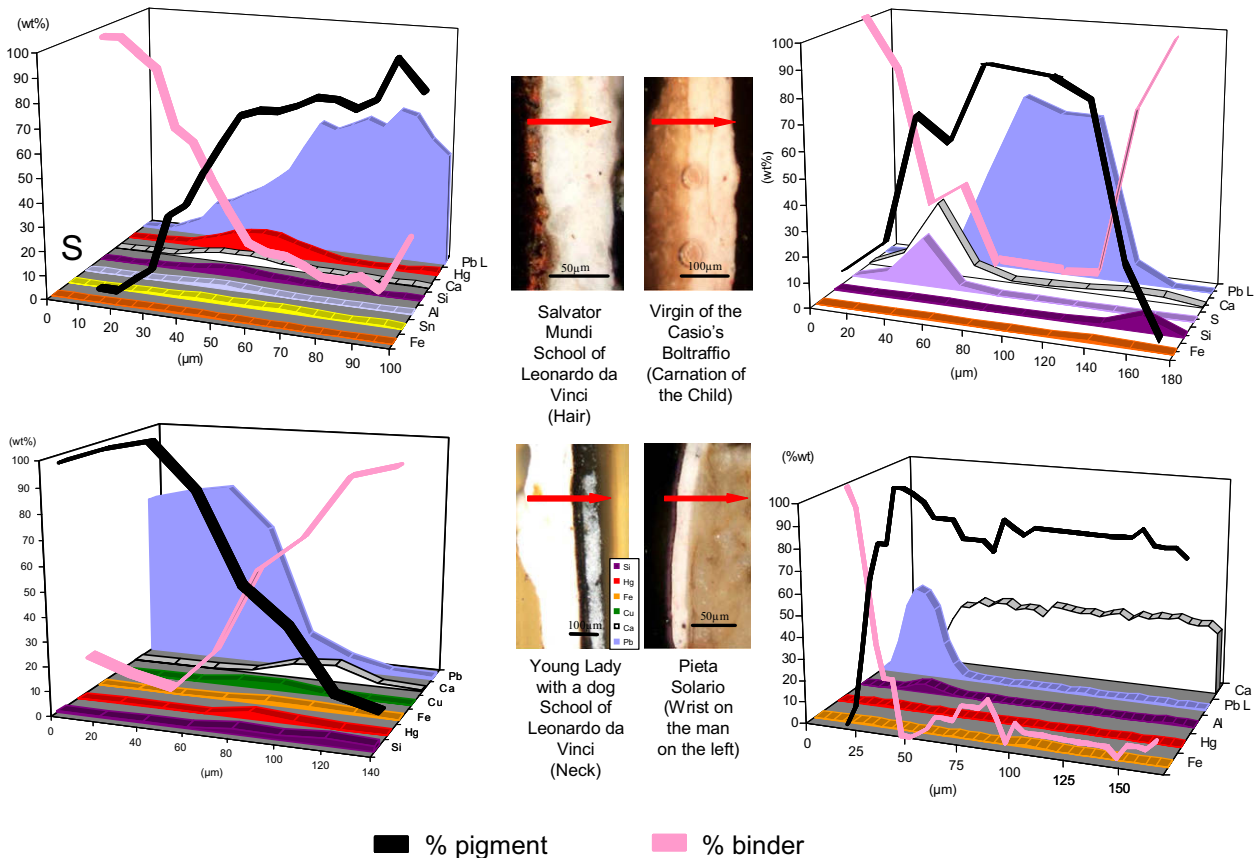 (wt%)
100
90
80
70
60
50
40
30
20
10
0
S
0
10
20
30
40
50
60
70
80
90
100
(µm)
Pb L
Hg
Ca
Si
Al
Sn
Fe
50µm
Salvator
Mundi
School of
Leonardo da
Vinci
(Hair)
100µm
Virgin of the
Casio's
Boltraffio
(Carnation of
the Child)
(wt%)
100
90
80
70
60
50
40
30
20
10
0
0
20
40
60
80
100
120
140
160
180
(µm)
Pb L
Ca
S
Si
Fe
(wt%)
100
90
80
70
60
50
40
30
20
10
0
0
20
40
60
80
100
120
140
(µm)
Pb
Ca
Cu
Fe
Hg
Si
100µm
Si
Hg
Fe
Cu
Ca
Pb
Young Lady
with a dog
School of
Leonardo da
Vinci
(Neck)
50µm
Pieta
Solario
(Wrist on
the man
on the left)
(%wt)
100
90
80
70
60
50
40
30
20
10
0
0
25
50
75
100
125
150
(µm)
Ca
Pb L
Al
Hg
Fe
% pigment
% binder